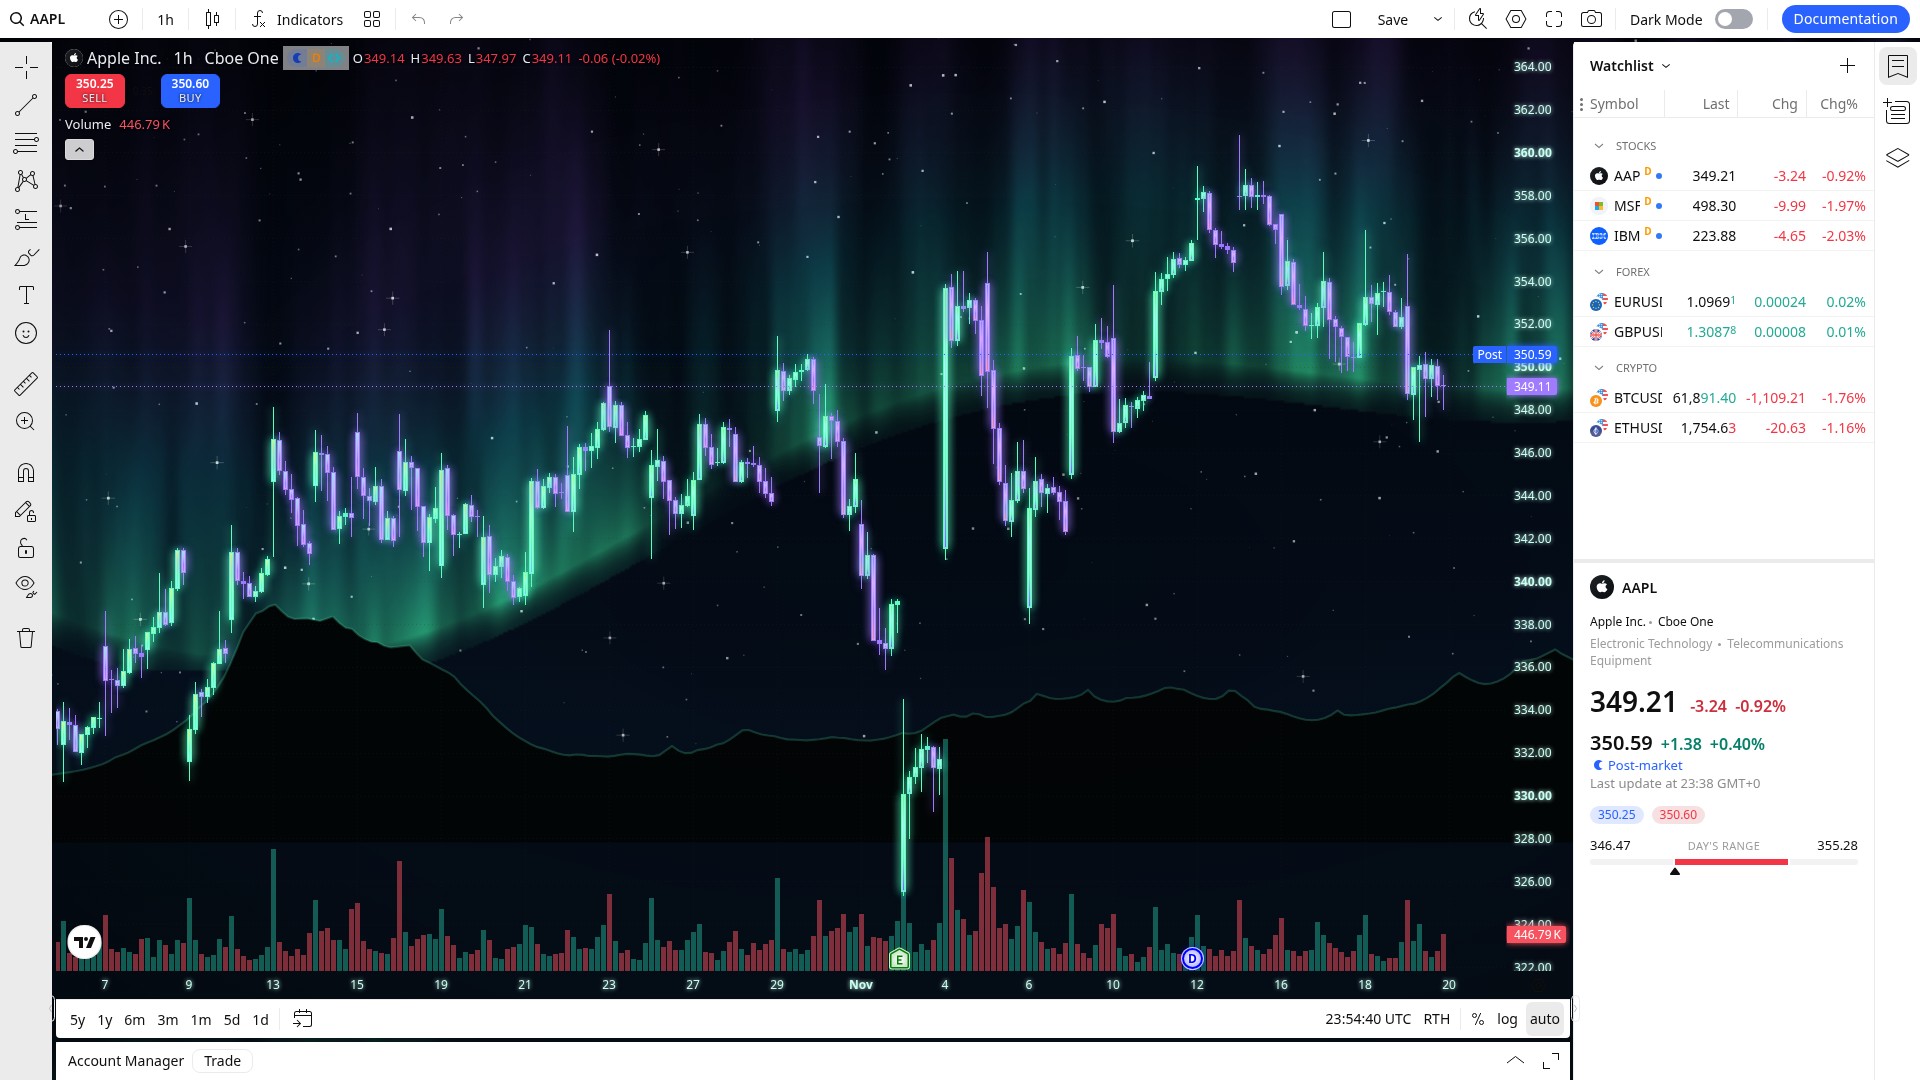 AAPL 1h Indicators Save Dark Mode Documentation
Apple Inc. 1h Cboe One D O349.14 H349.63 L347.97 C349.11 -0.06 (-0.02%)
350.25 350.60
SELL BUY
Volume 446.79 K
364.00
362.00
360.00
358.00
356.00
354.00
352.00
Post 350.59
350.00
349.11
348.00
346.00
344.00
342.00
340.00
338.00
336.00
334.00
332.00
330.00
328.00
326.00
324.00
446.79 K
322.00
E D
7 9 13 15 19 21 23 27 29 Nov 4 6 10 12 16 18 20
5y 1y 6m 3m 1m 5d 1d 23:54:40 UTC RTH % log auto
Account Manager Trade
Watchlist
Symbol Last Chg Chg%
STOCKS
AAP D 349.21 -3.24 -0.92%
MSF D 498.30 -9.99 -1.97%
IBM D 223.88 -4.65 -2.03%
FOREX
EURUSD 1.09691 0.00024 0.02%
GBPUSD 1.30878 0.00008 0.01%
CRYPTO
BTCUSD 61,891.40 -1,109.21 -1.76%
ETHUSD 1,754.63 -20.63 -1.16%
AAPL
Apple Inc. • Cboe One
Electronic Technology • Telecommunications
Equipment
349.21 -3.24 -0.92%
350.59 +1.38 +0.40%
Post-market
Last update at 23:38 GMT+0
350.25 350.60
346.47 DAY'S RANGE 355.28